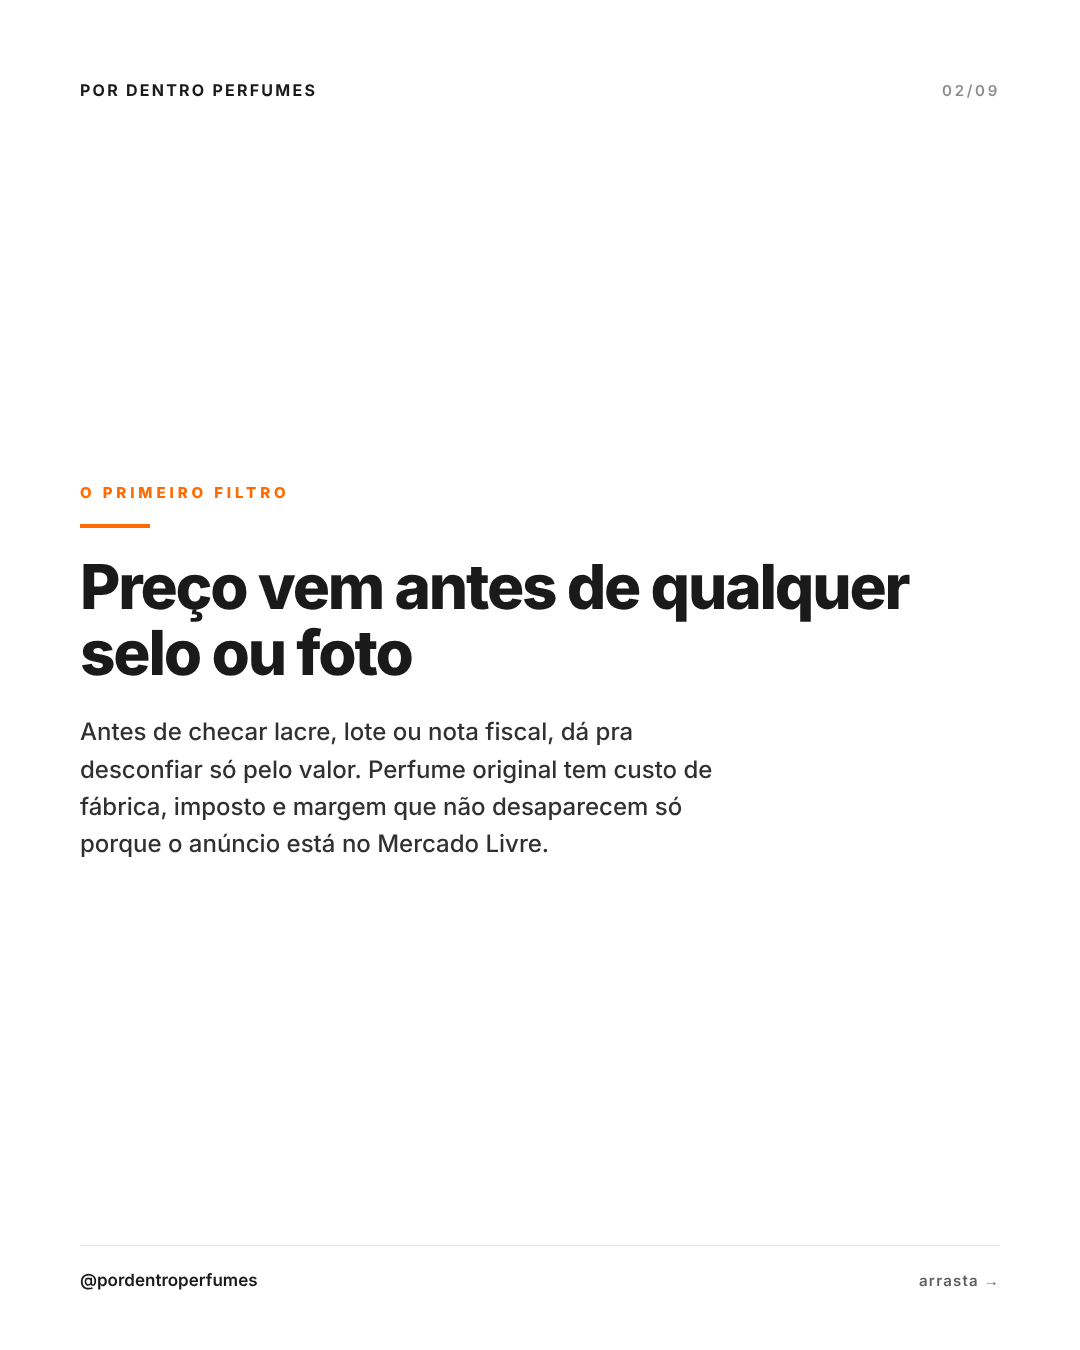 POR DENTRO PERFUMES
02/09
O PRIMEIRO FILTRO
Preço vem antes de qualquer
selo ou foto
Antes de checar lacre, lote ou nota fiscal, dá pra
desconfiar só pelo valor. Perfume original tem custo de
fábrica, imposto e margem que não desaparecem só
porque o anúncio está no Mercado Livre.
@pordentroperfumes
arrasta →